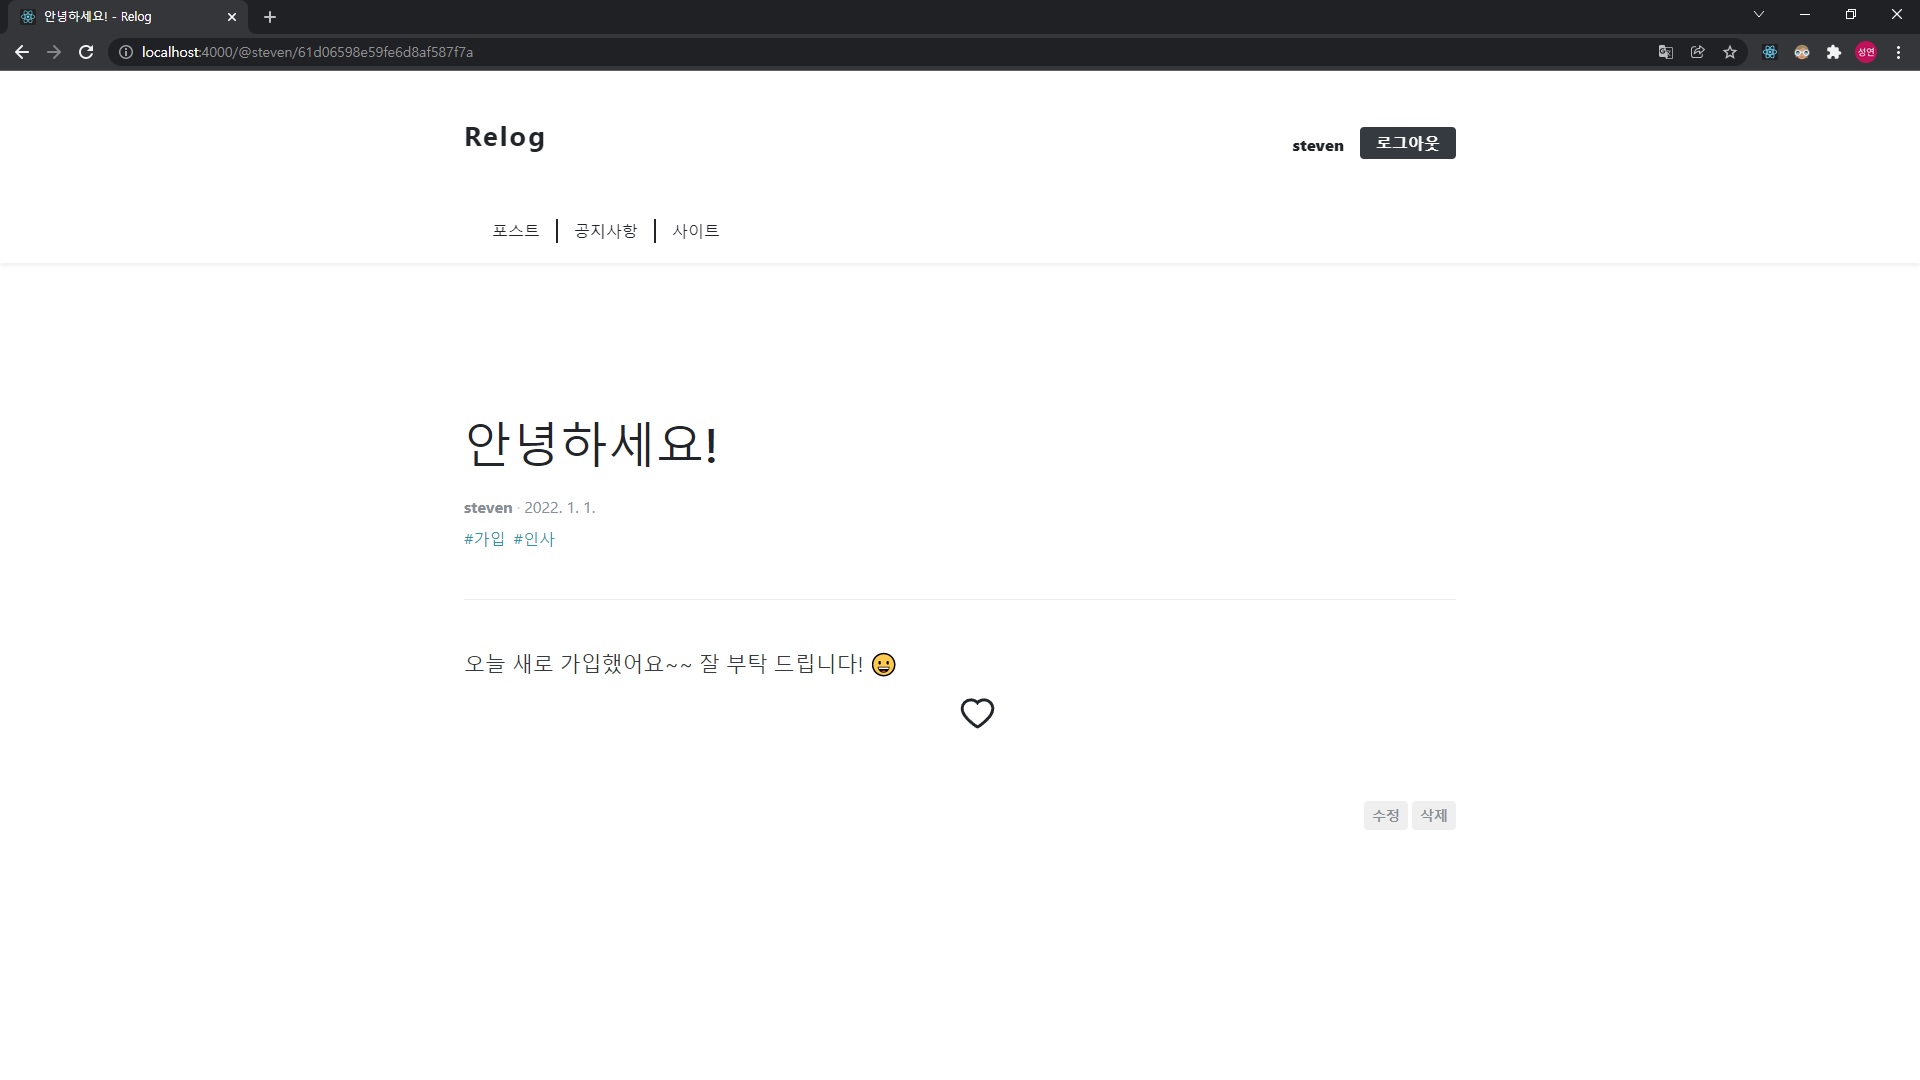 안녕하세요! - Relog
localhost:4000/@steven/61d06598e59fe6d8af587f7a
성연
Relog
steven 로그아웃
포스트 공지사항 사이트
안녕하세요!
steven · 2022. 1. 1.
#가입 #인사
오늘 새로 가입했어요~~ 잘 부탁 드립니다! 😀
수정 삭제